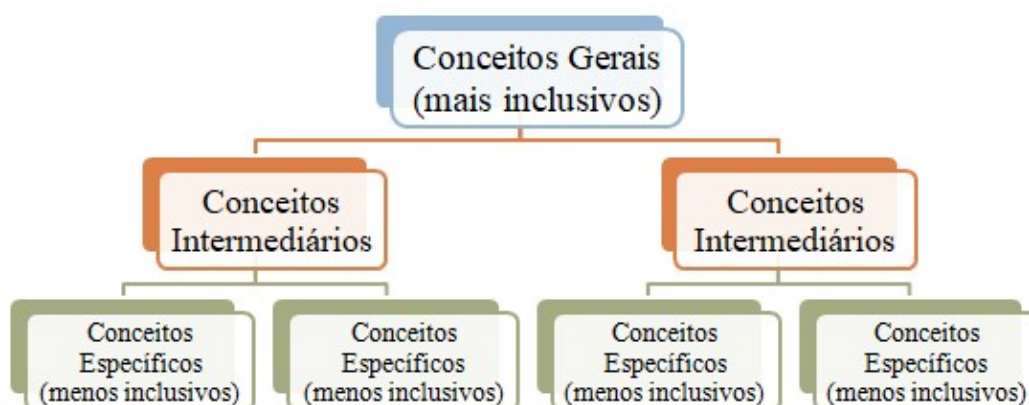 Conceitos Gerais
(mais inclusivos)
Conceitos
Intermediários
Conceitos
Intermediários
Conceitos
Específicos
(menos inclusivos)
Conceitos
Específicos
(menos inclusivos)
Conceitos
Específicos
(menos inclusivos)
Conceitos
Específicos
(menos inclusivos)